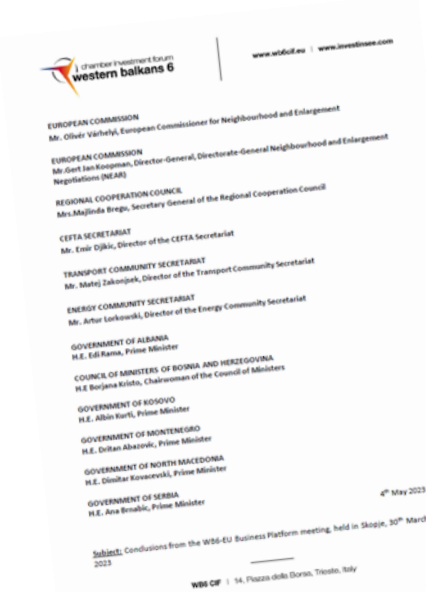 chamber investment forum
western balkans 6
www.wb6cif.eu | www.investinsee.com
EUROPEAN COMMISSION
Mr. Olivér Várhelyi, European Commissioner for Neighbourhood and Enlargement
EUROPEAN COMMISSION
Mr.Gert Jan Koopman, Director-General, Directorate-General Neighbourhood and Enlargement
Negotiations (NEAR)
REGIONAL COOPERATION COUNCIL
Mrs.Majlinda Bregu, Secretary General of the Regional Cooperation Council
CEFTA SECRETARIAT
Mr. Emir Djikic, Director of the CEFTA Secretariat
TRANSPORT COMMUNITY SECRETARIAT
Mr. Matej Zakonjsek, Director of the Transport Community Secretariat
ENERGY COMMUNITY SECRETARIAT
Mr. Artur Lorkowski, Director of the Energy Community Secretariat
GOVERNMENT OF ALBANIA
H.E. Edi Rama, Prime Minister
COUNCIL OF MINISTERS OF BOSNIA AND HERZEGOVINA
H.E Borjana Kristo, Chairwoman of the Council of Ministers
GOVERNMENT OF KOSOVO
H.E. Albin Kurti, Prime Minister
GOVERNMENT OF MONTENEGRO
H.E. Dritan Abazovic, Prime Minister
GOVERNMENT OF NORTH MACEDONIA
H.E. Dimitar Kovacevski, Prime Minister
GOVERNMENT OF SERBIA
H.E. Ana Brnabic, Prime Minister
4th May 2023
Subject: Conclusions from the WB6-EU Business Platform meeting, held in Skopje, 30th March
2023
WB6 CIF | 14, Piazza della Borsa, Trieste, Italy